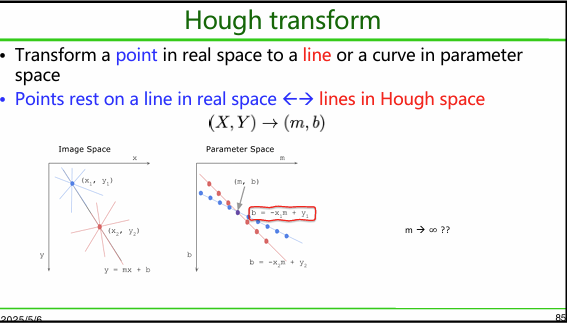 Hough transform
• Transform a point in real space to a line or a curve in parameter
space
• Points rest on a line in real space ←→ lines in Hough space
(X, Y) → (m, b)
Image Space
x
(x₁, y₁)
(x₂, y₂)
y
y = mx + b
Parameter Space
m
(m, b)
b = -x₁m + y₁
b
b = -x₂m + y₂
m → ∞ ??
2025/5/6
85